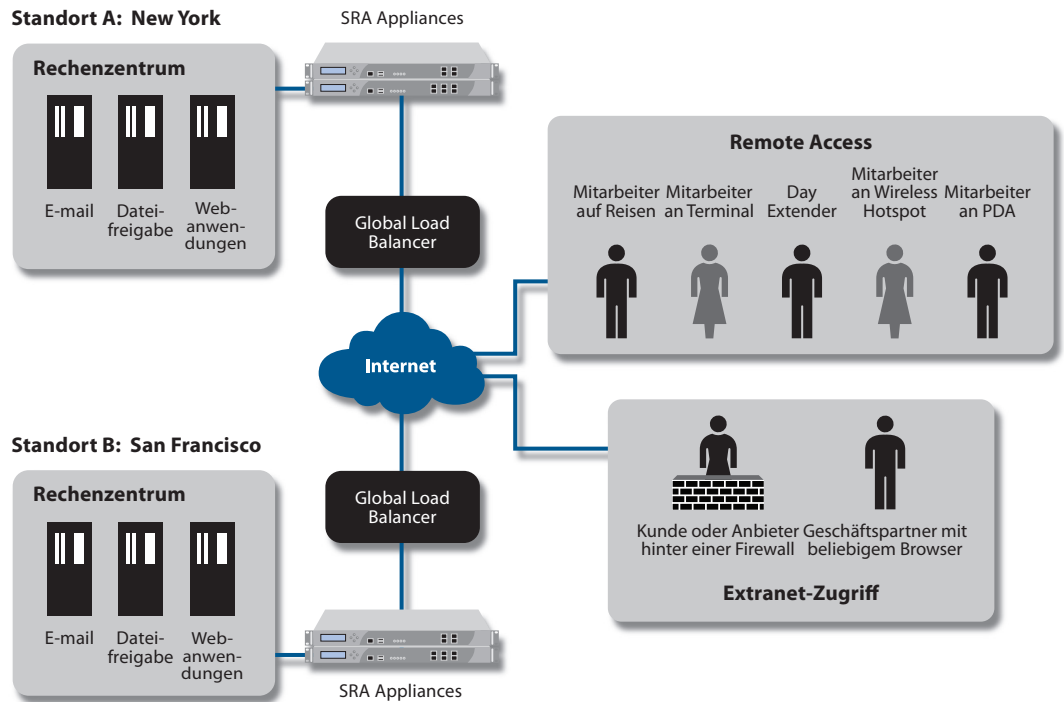 Standort A: New York
SRA Appliances
Rechenzentrum
E-mail
Datei-
freigabe
Web-
anwen-
dungen
Global Load
Balancer
Remote Access
Mitarbeiter
auf Reisen
Mitarbeiter
an Terminal
Day
Extender
Mitarbeiter
an Wireless
Hotspot
Mitarbeiter
an PDA
Internet
Standort B: San Francisco
Rechenzentrum
E-mail
Datei-
freigabe
Web-
anwen-
dungen
Global Load
Balancer
SRA Appliances
Kunde oder Anbieter
hinter einer Firewall
Geschäftspartner mit
beliebigem Browser
Extranet-Zugriff